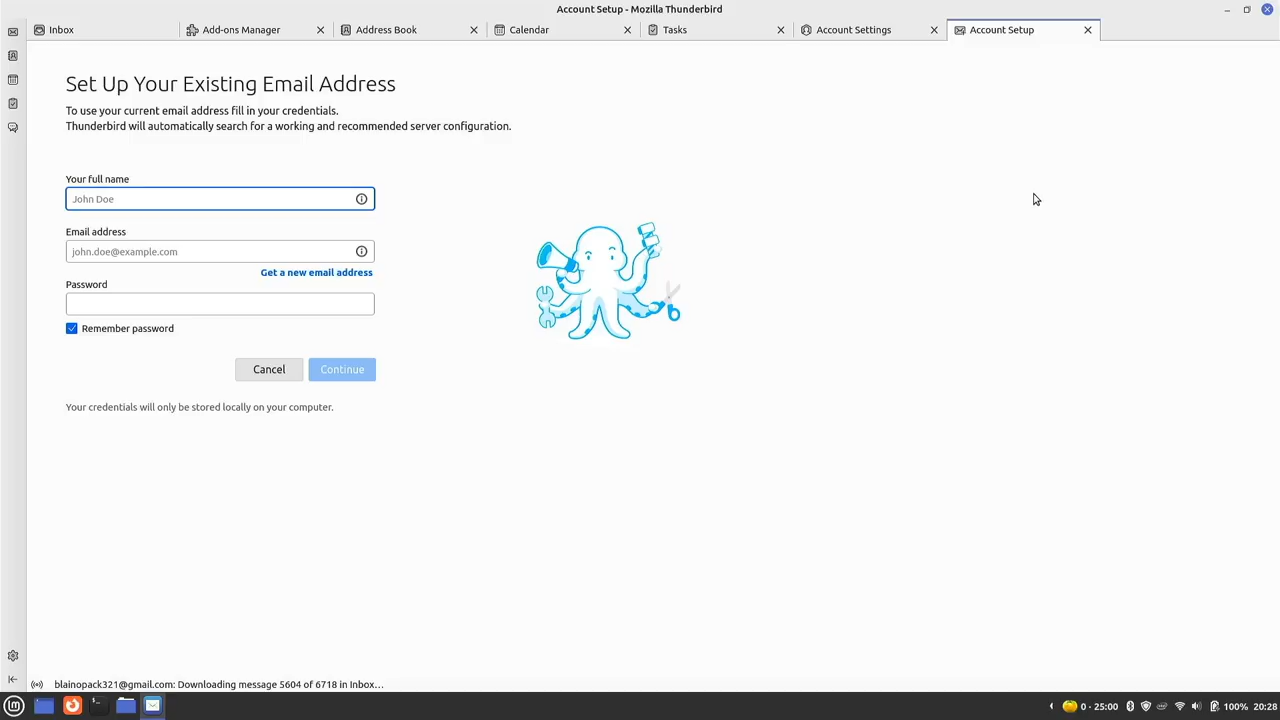 Account Setup - Mozilla Thunderbird
Inbox
Add-ons Manager
Address Book
Calendar
Tasks
Account Settings
Account Setup
Set Up Your Existing Email Address
To use your current email address fill in your credentials.
Thunderbird will automatically search for a working and recommended server configuration.
Your full name
John Doe
Email address
john.doe@example.com
Get a new email address
Password
Remember password
Cancel
Continue
Your credentials will only be stored locally on your computer.
blainopack321@gmail.com: Downloading message 5604 of 6718 in Inbox…
0 · 25:00
100%
20:28